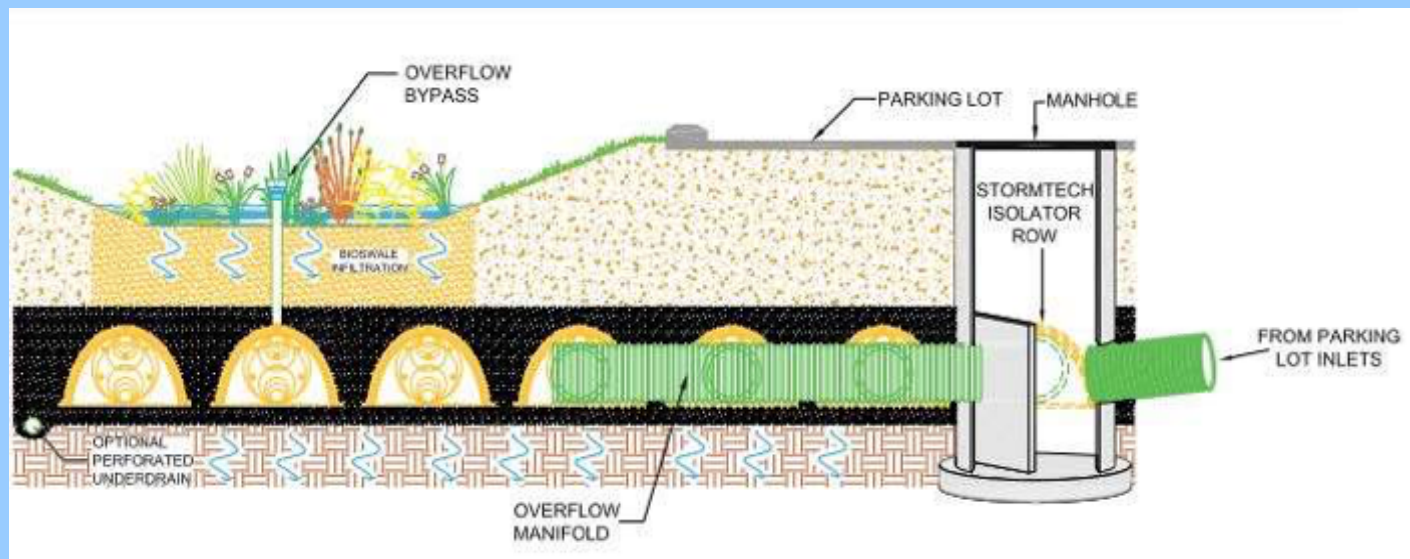 OVERFLOW
BYPASS
PARKING LOT
MANHOLE
STORMTECH
ISOLATOR
ROW
BIOSWALE
INFILTRATION
FROM PARKING
LOT INLETS
OPTIONAL
PERFORATED
UNDERDRAIN
OVERFLOW
MANIFOLD